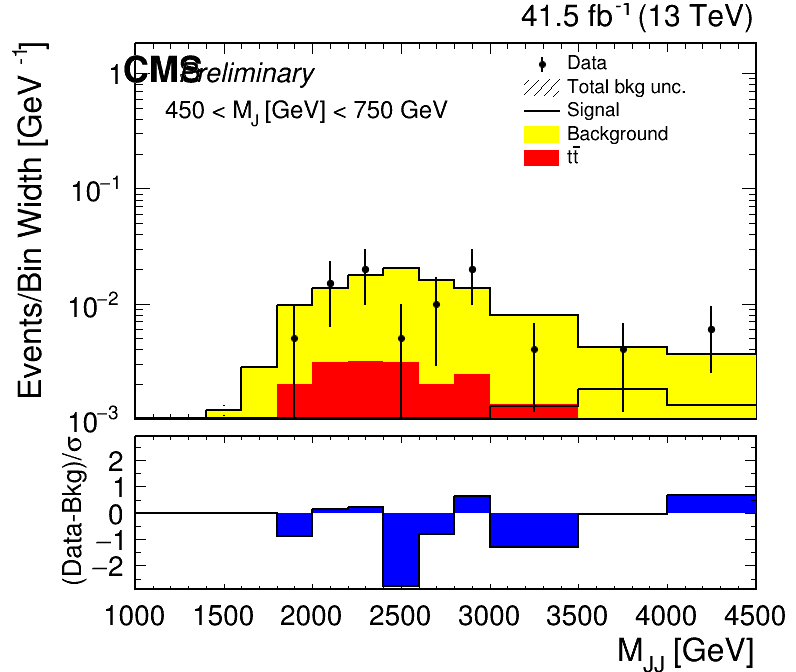 41.5 fb⁻¹ (13 TeV)
CMS Preliminary
450 < M_J [GeV] < 750 GeV
Data
Total bkg unc.
Signal
Background
tt̄
Events/Bin Width [GeV⁻¹]
1
10⁻¹
10⁻²
10⁻³
(Data-Bkg)/σ
2
1
0
−1
−2
1000 1500 2000 2500 3000 3500 4000 4500
M_JJ [GeV]